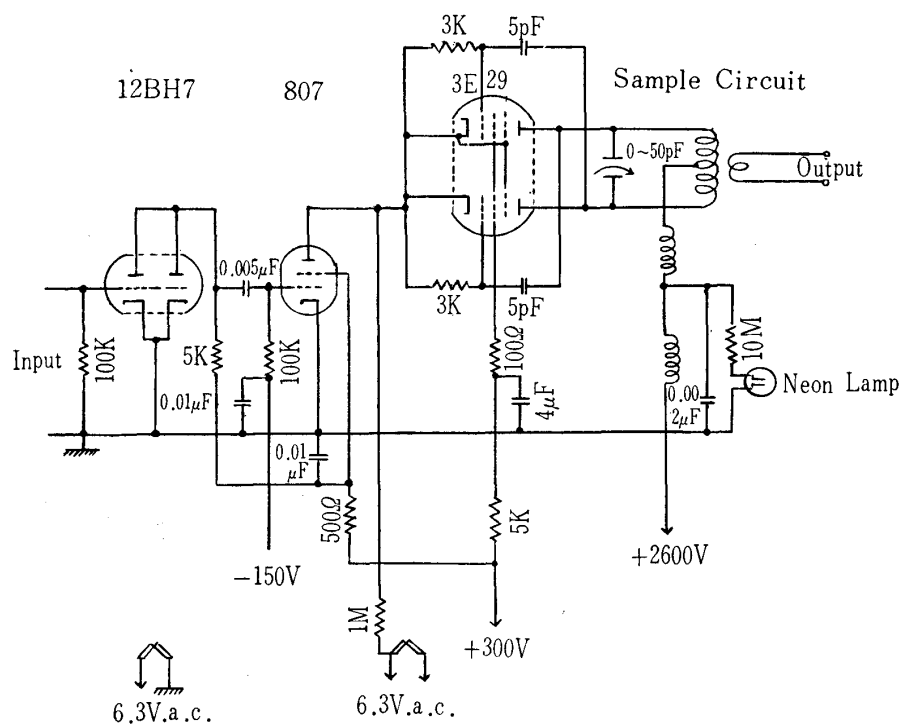 3K
5pF
12BH7
807
3E 29
Sample Circuit
0~50pF
Output
0.005μF
3K
5pF
Input
100K
5K
100K
100Ω
10M
0.01μF
4μF
0.00
2μF
Neon Lamp
0.01
μF
500Ω
5K
-150V
+2600V
1M
+300V
6.3V.a.c.
6.3V.a.c.